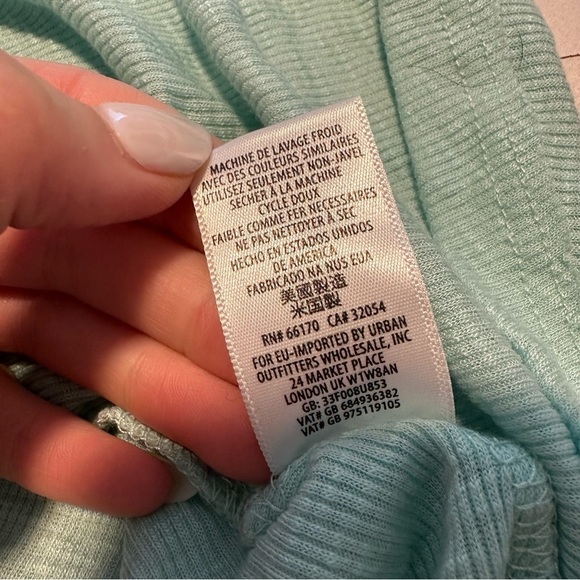 MACHINE DE LAVAGE FROID
AVEC DES COULEURS SIMILAIRES
UTILISEZ SEULEMENT NON-JAVEL
SECHER À LA MACHINE
CYCLE DOUX
FAIBLE COMME FER NECESSAIRES
NE PAS NETTOYER À SEC
HECHO EN ESTADOS UNIDOS
DE AMERICA
FABRICADO NA NUS EUA
美國製造
米国製
RN# 66170 CA# 32054
FOR EU-IMPORTED BY URBAN
OUTFITTERS WHOLESALE, INC
24 MARKET PLACE
LONDON UK W1W8AN
GB: 33F008U853
VAT# GB 684936382
VAT# GB 975119105